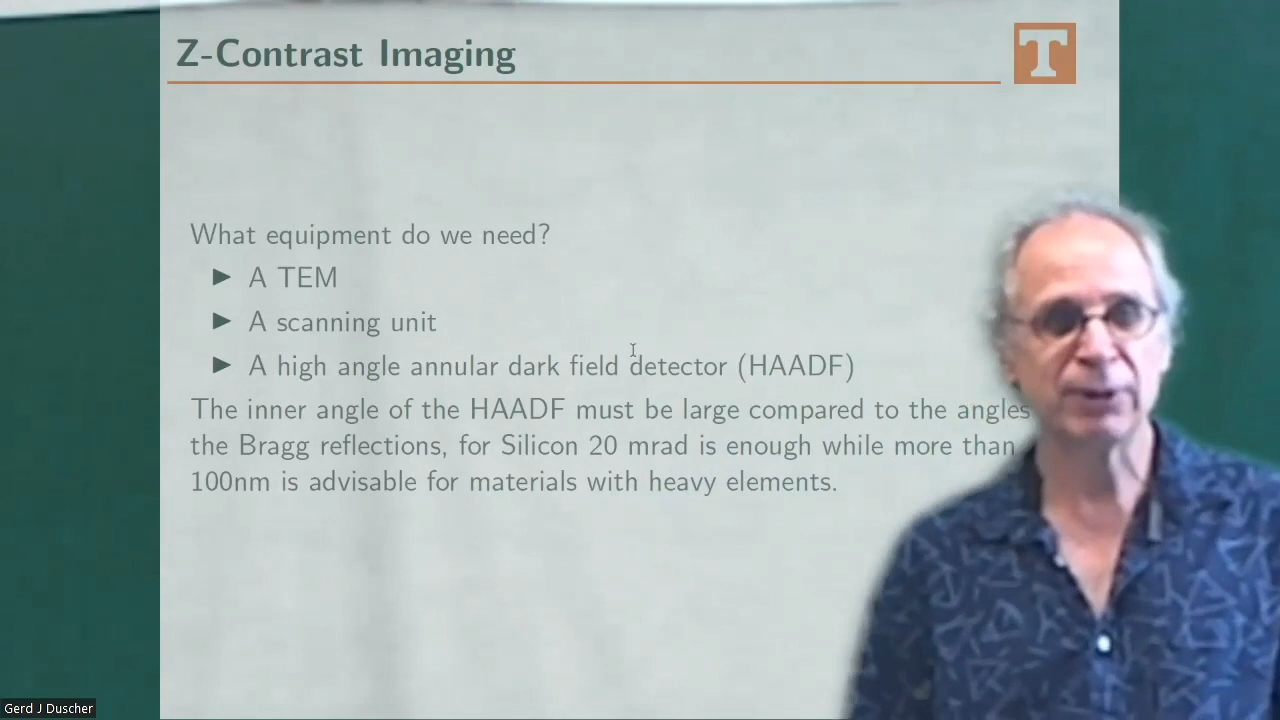 Z-Contrast Imaging
T
What equipment do we need?
▶ A TEM
▶ A scanning unit
▶ A high angle annular dark field detector (HAADF)
The inner angle of the HAADF must be large compared to the angles
the Bragg reflections, for Silicon 20 mrad is enough while more than
100nm is advisable for materials with heavy elements.
Gerd J Duscher